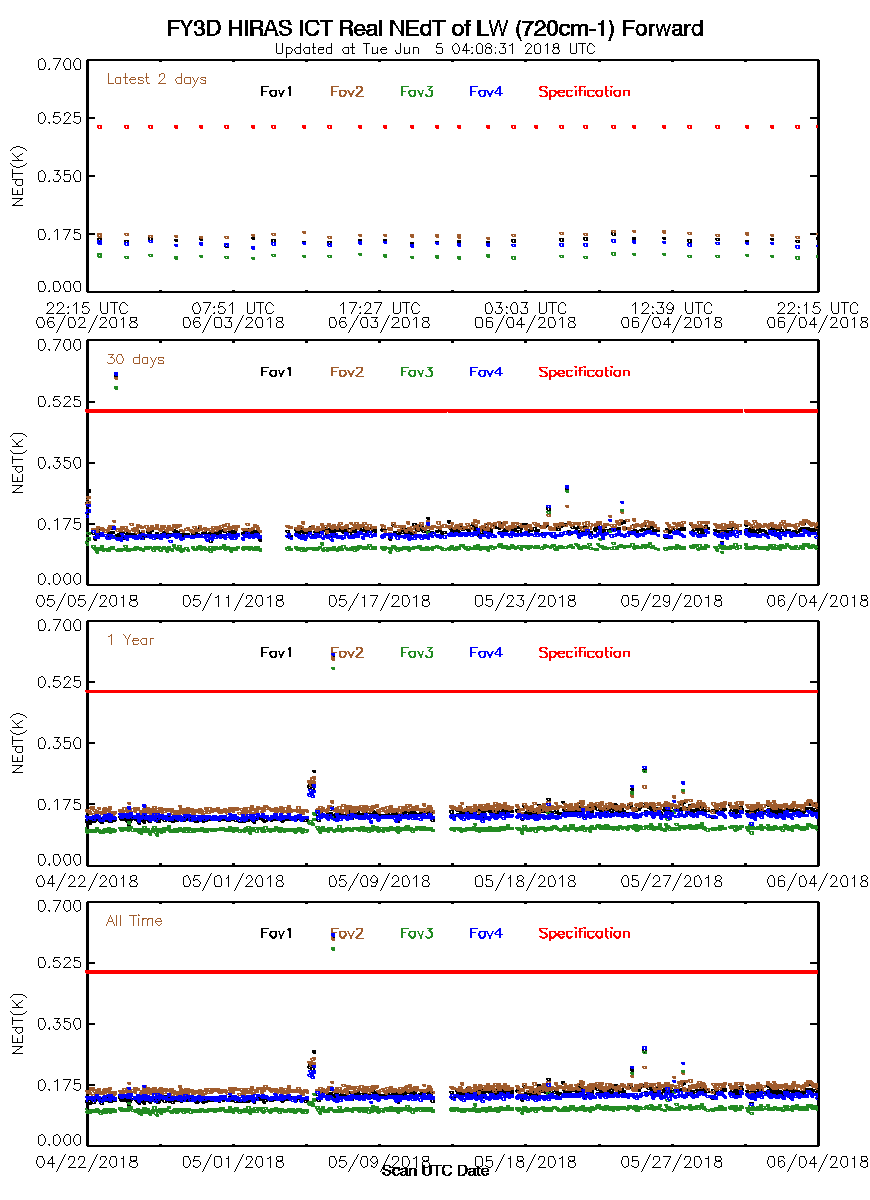 FY3D HIRAS ICT Real NEdT of LW (720cm-1) Forward
Updated at Tue Jun 5 04:08:31 2018 UTC
0.700
Latest 2 days
Fov1 Fov2 Fov3 Fov4 Specification
0.525
NEdT(K)
0.350
0.175
0.000
22:15 UTC 07:51 UTC 17:27 UTC 03:03 UTC 12:39 UTC 22:15 UTC
06/02/2018 06/03/2018 06/03/2018 06/04/2018 06/04/2018 06/04/2018
0.700
30 days
Fov1 Fov2 Fov3 Fov4 Specification
0.525
NEdT(K)
0.350
0.175
0.000
05/05/2018 05/11/2018 05/17/2018 05/23/2018 05/29/2018 06/04/2018
0.700
1 Year
Fov1 Fov2 Fov3 Fov4 Specification
0.525
NEdT(K)
0.350
0.175
0.000
04/22/2018 05/01/2018 05/09/2018 05/18/2018 05/27/2018 06/04/2018
0.700
All Time
Fov1 Fov2 Fov3 Fov4 Specification
0.525
NEdT(K)
0.350
0.175
0.000
04/22/2018 05/01/2018 05/09/2018 05/18/2018 05/27/2018 06/04/2018
Scan UTC Date